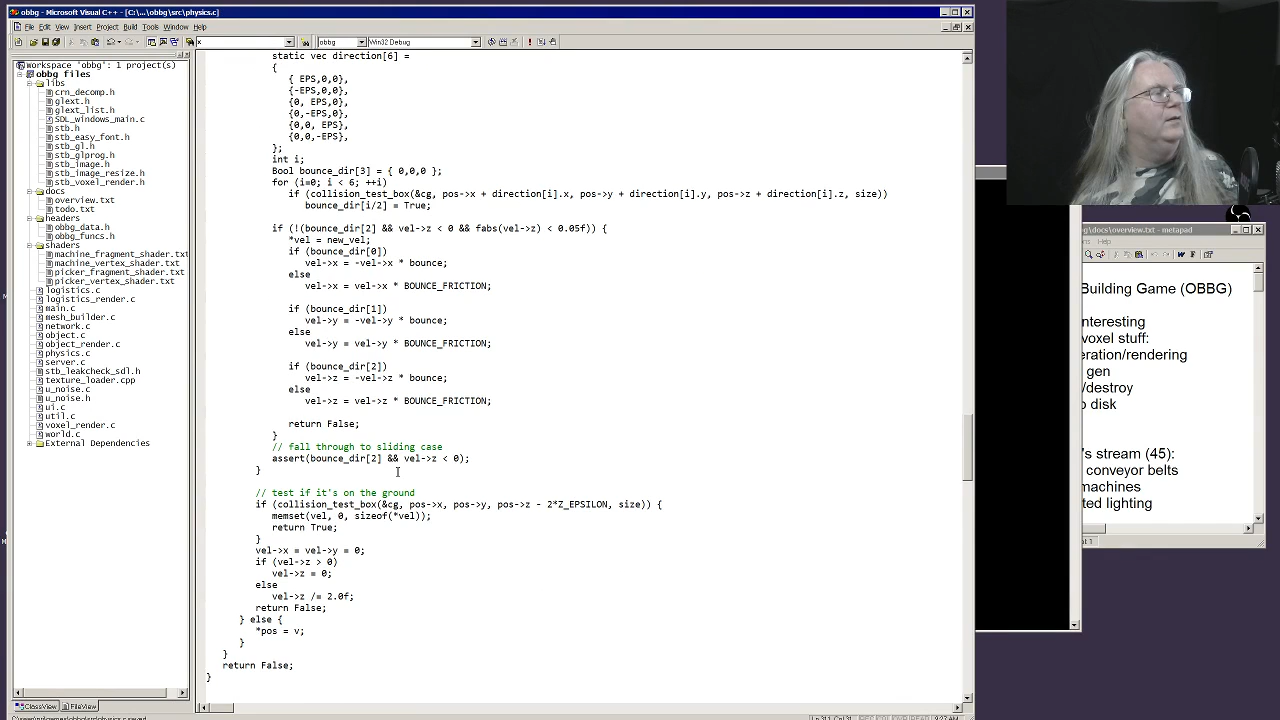 obbg - Microsoft Visual C++ - [C:\...\obbg\src\physics.c]
File Edit View Insert Project Build Tools Window Help
x obbg Win32 Debug
Workspace 'obbg': 1 project(s)
obbg files
libs
crn_decomp.h
glext.h
glext_list.h
SDL_windows_main.c
stb.h
stb_easy_font.h
stb_gl.h
stb_glprog.h
stb_image.h
stb_image_resize.h
stb_voxel_render.h
docs
overview.txt
todo.txt
headers
obbg_data.h
obbg_funcs.h
shaders
machine_fragment_shader.txt
machine_vertex_shader.txt
picker_fragment_shader.txt
picker_vertex_shader.txt
logistics.c
logistics_render.c
main.c
mesh_builder.c
network.c
object.c
object_render.c
physics.c
server.c
stb_leakcheck_sdl.h
texture_loader.cpp
u_noise.c
u_noise.h
ui.c
util.c
voxel_render.c
world.c
External Dependencies
ClassView FileView
static vec direction[6] =
{
{ EPS,0,0},
{-EPS,0,0},
{0, EPS,0},
{0,-EPS,0},
{0,0, EPS},
{0,0,-EPS},
};
int i;
Bool bounce_dir[3] = { 0,0,0 };
for (i=0; i < 6; ++i)
if (collision_test_box(&cg, pos->x + direction[i].x, pos->y + direction[i].y, pos->z + direction[i].z, size))
bounce_dir[i/2] = True;
if (!(bounce_dir[2] && vel->z < 0 && fabs(vel->z) < 0.05f)) {
*vel = new_vel;
if (bounce_dir[0])
vel->x = -vel->x * bounce;
else
vel->x = vel->x * BOUNCE_FRICTION;
if (bounce_dir[1])
vel->y = -vel->y * bounce;
else
vel->y = vel->y * BOUNCE_FRICTION;
if (bounce_dir[2])
vel->z = -vel->z * bounce;
else
vel->z = vel->z * BOUNCE_FRICTION;
return False;
}
// fall through to sliding case
assert(bounce_dir[2] && vel->z < 0);
}
// test if it's on the ground
if (collision_test_box(&cg, pos->x, pos->y, pos->z - 2*Z_EPSILON, size)) {
memset(vel, 0, sizeof(*vel));
return True;
}
vel->x = vel->y = 0;
if (vel->z > 0)
vel->z = 0;
else
vel->z /= 2.0f;
return False;
} else {
*pos = v;
}
}
return False;
}
g\docs\overview.txt - metapad
Building Game (OBBG)
nteresting
voxel stuff:
eration/rendering
gen
/destroy
o disk
's stream (45):
conveyor belts
machines
ted lighting